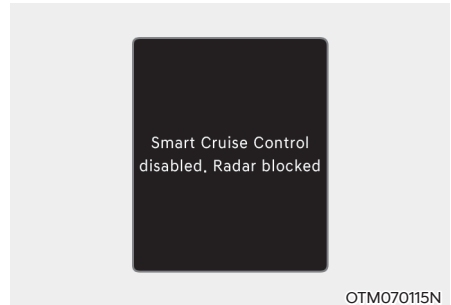 Smart Cruise Control
disabled. Radar blocked
OTM070115N